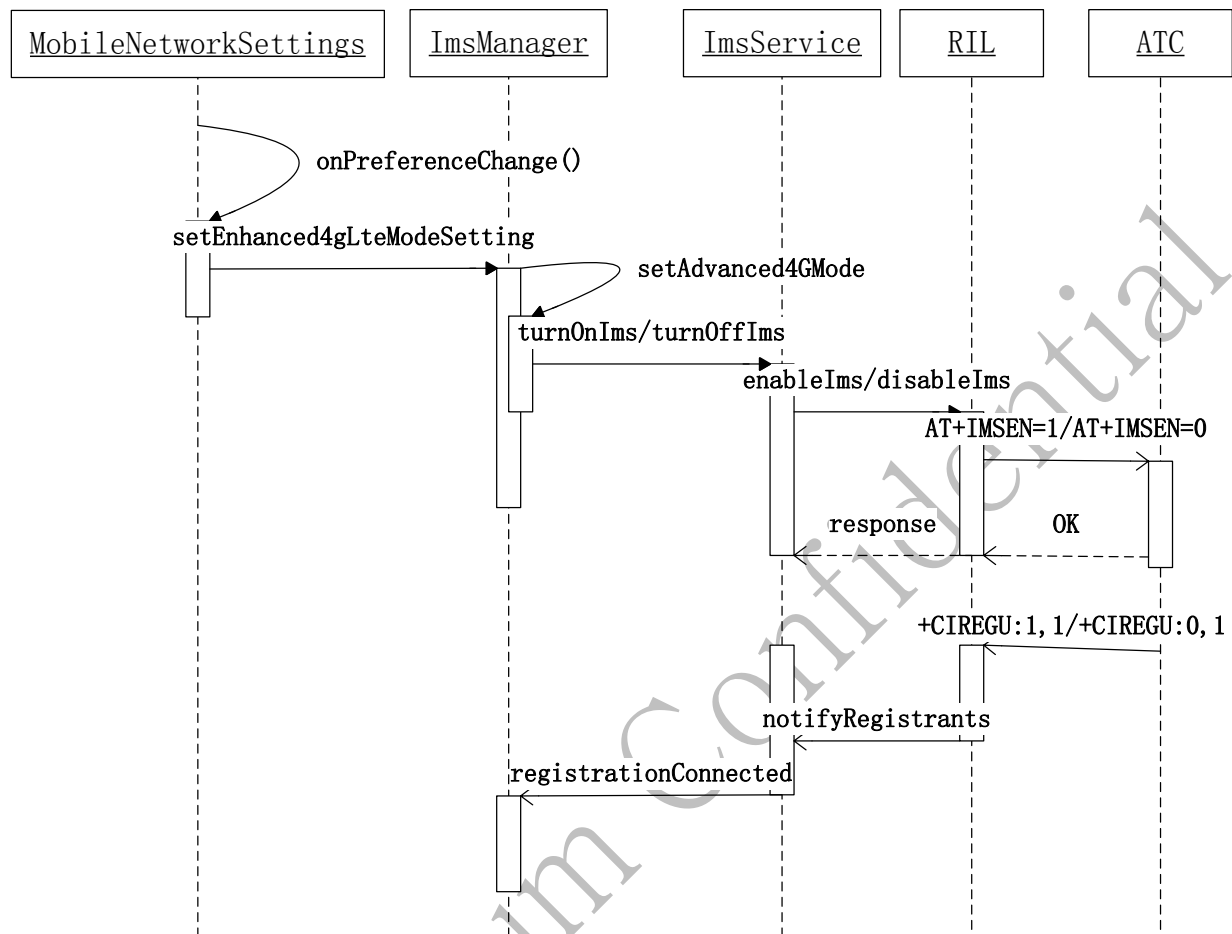 MobileNetworkSettings
ImsManager
ImsService
RIL
ATC
onPreferenceChange()
setEnhanced4gLteModeSetting
setAdvanced4GMode
turnOnIms/turnOffIms
enableIms/disableIms
AT+IMSEN=1/AT+IMSEN=0
response
OK
+CIREGU:1,1/+CIREGU:0,1
notifyRegistrants
registrationConnected
Confidential